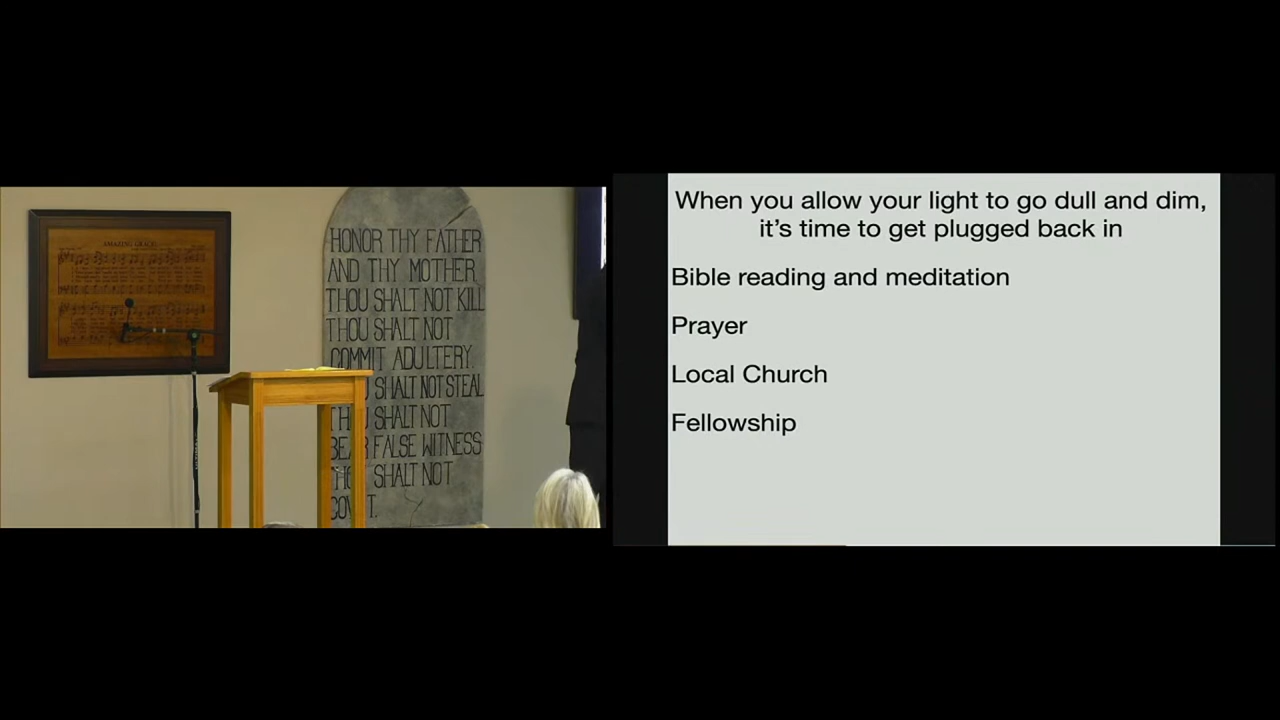 AMAZING GRACE
HONOR THY FATHER
AND THY MOTHER
THOU SHALT NOT KILL
THOU SHALT NOT
COMMIT ADULTERY.
SHALT NOT STEAL
SHALT NOT
FALSE WITNESS
SHALT NOT
When you allow your light to go dull and dim,
it's time to get plugged back in
Bible reading and meditation
Prayer
Local Church
Fellowship